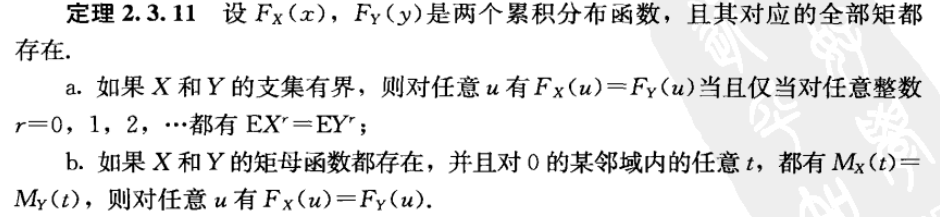 定理 2.3.11 设 F_X(x), F_Y(y)是两个累积分布函数，且其对应的全部矩都
存在.
a. 如果 X 和 Y 的支集有界，则对任意 u 有 F_X(u)=F_Y(u)当且仅当对任意整数
r=0, 1, 2, …都有 EX^r=EY^r;
b. 如果 X 和 Y 的矩母函数都存在，并且对 0 的某邻域内的任意 t，都有 M_X(t)=
M_Y(t)，则对任意 u 有 F_X(u)=F_Y(u).